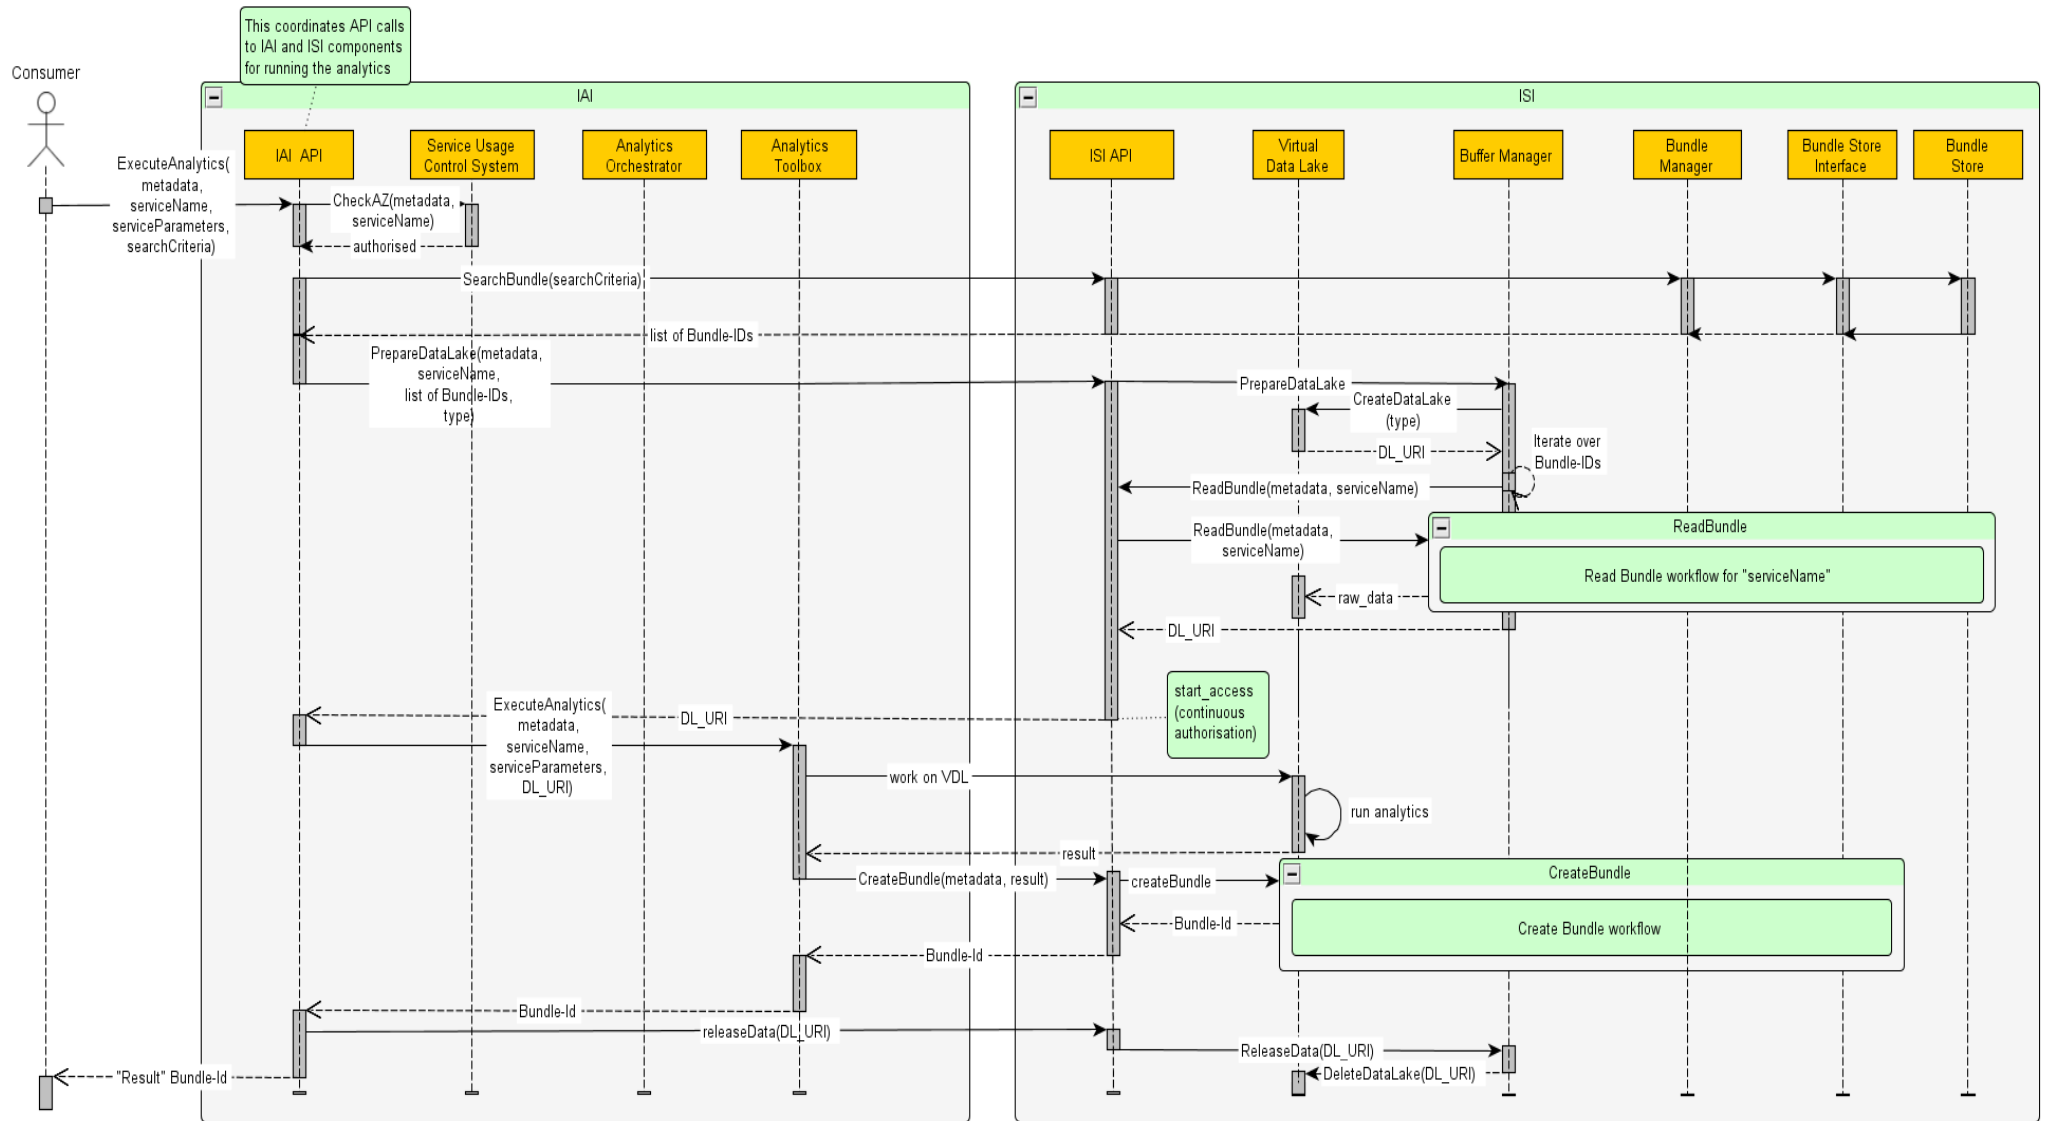 This coordinates API calls
to IAI and ISI components
for running the analytics
Consumer
IAI
ISI
IAI API
Service Usage
Control System
Analytics
Orchestrator
Analytics
Toolbox
ISI API
Virtual
Data Lake
Buffer Manager
Bundle
Manager
Bundle Store
Interface
Bundle
Store
ExecuteAnalytics(
metadata,
serviceName,
serviceParameters,
searchCriteria)
CheckAZ(metadata,
serviceName)
authorised
SearchBundle(searchCriteria)
list of Bundle-IDs
PrepareDataLake(metadata,
serviceName,
list of Bundle-IDs,
type)
PrepareDataLake
CreateDataLake
(type)
DL_URI
Iterate over
Bundle-IDs
ReadBundle(metadata, serviceName)
ReadBundle(metadata,
serviceName)
ReadBundle
Read Bundle workflow for "serviceName"
raw_data
DL_URI
start_access
(continuous
authorisation)
DL_URI
ExecuteAnalytics(
metadata,
serviceName,
serviceParameters,
DL_URI)
work on VDL
run analytics
result
CreateBundle(metadata, result)
createBundle
CreateBundle
Create Bundle workflow
Bundle-Id
Bundle-Id
Bundle-Id
releaseData(DL_URI)
ReleaseData(DL_URI)
DeleteDataLake(DL_URI)
"Result" Bundle-Id